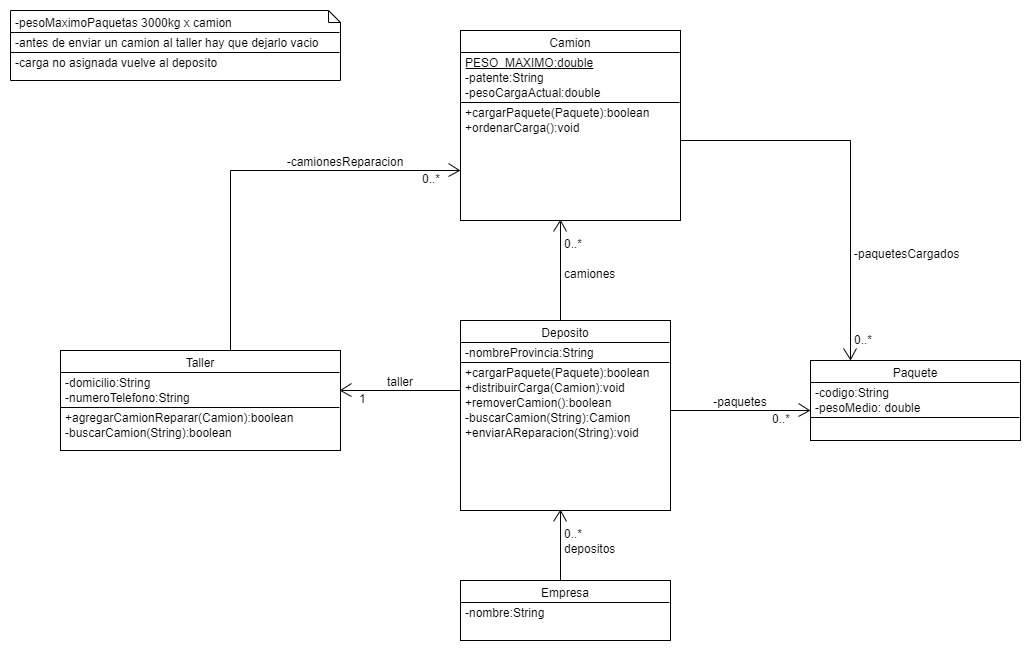 -pesoMaximoPaquetas 3000kg x camion
-antes de enviar un camion al taller hay que dejarlo vacio
-carga no asignada vuelve al deposito
Camion
PESO_MAXIMO:double
-patente:String
-pesoCargaActual:double
+cargarPaquete(Paquete):boolean
+ordenarCarga():void
-camionesReparacion
0..*
0..*
camiones
-paquetesCargados
0..*
Taller
-domicilio:String
-numeroTelefono:String
+agregarCamionReparar(Camion):boolean
-buscarCamion(String):boolean
taller
1
Deposito
-nombreProvincia:String
+cargarPaquete(Paquete):boolean
+distribuirCarga(Camion):void
+removerCamion():boolean
-buscarCamion(String):Camion
+enviarAReparacion(String):void
-paquetes
0..*
Paquete
-codigo:String
-pesoMedio: double
0..*
depositos
Empresa
-nombre:String